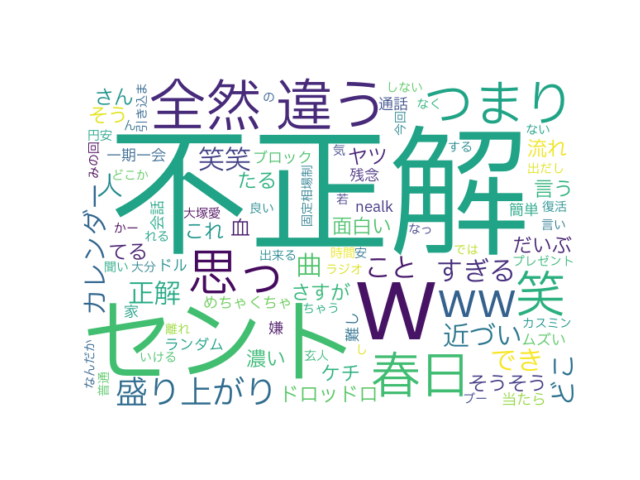 不正解
全然
違う
つまり
セント
W
WW
笑
思っ
春日
盛り上がり
カレンダー
さん
そう
ん
引き込ま
の
しない
通話
なく
今回
ない
流れ
出だし
円安
みの回
一期一会
笑笑
ブロック
固定相場制
気
ヤツ
残念
する
言う
どこか
人
たる
若
nealk
簡単
復活
かー
会話
大塚愛
良い
面白い
なっ
言い
れる
これ
血
てる
出来る
時間
安
では
だいぶ
聞い
大分
ドル
曲
ラジオ
こと
すぎる
プレゼント
正解
めちゃくちゃ
ちゃう
さすが
家
難し
近づい
カスミン
離れ
嫌
し
ムズい
なんだか
ランダム
濃い
玄人
でき
普通
いける
ケチ
そうそう
ドロッドロ
ブー
当たら